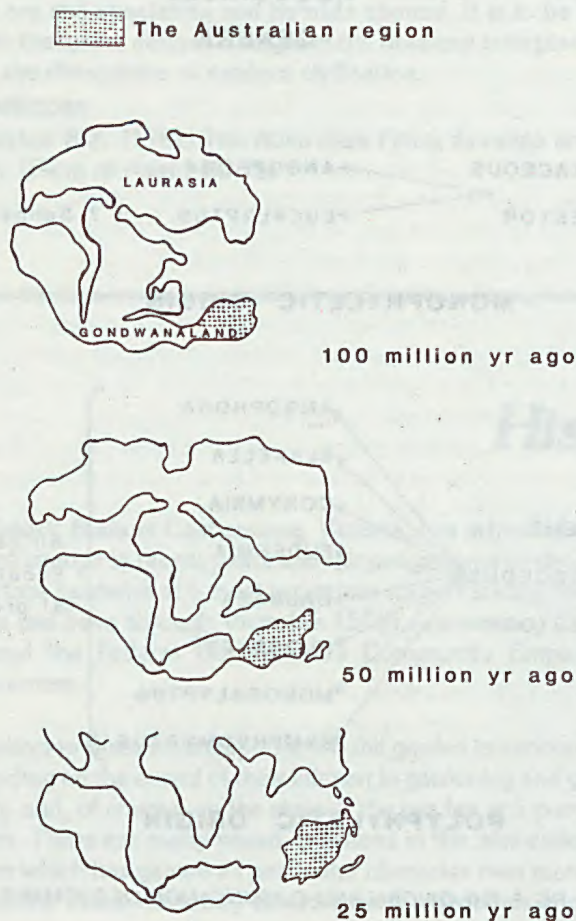 The Australian region
LAURASIA
GONDWANALAND
100 million yr ago
50 million yr ago
25 million yr ago